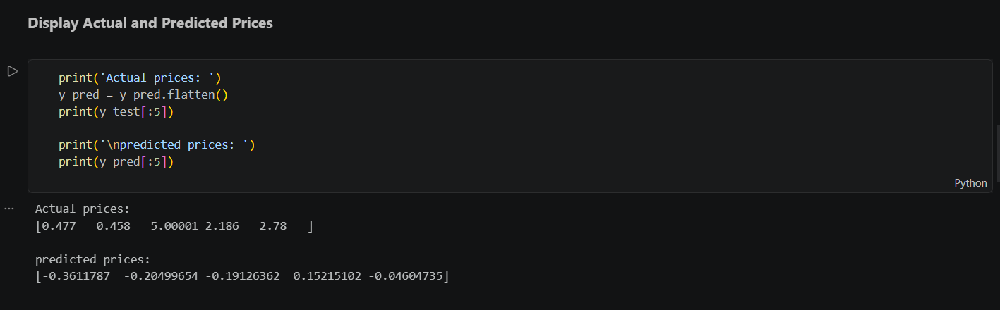 Display Actual and Predicted Prices
print('Actual prices: ')
y_pred = y_pred.flatten()
print(y_test[:5])
print('\npredicted prices: ')
print(y_pred[:5])
Python
Actual prices:
[0.477   0.458   5.00001 2.186   2.78   ]
predicted prices:
[-0.3611787  -0.20499654 -0.19126362  0.15215102 -0.04604735]